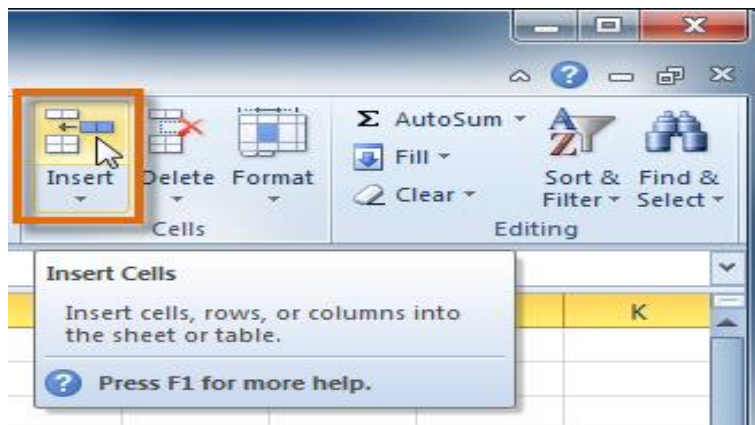 Σ AutoSum
Fill
Clear
Insert Delete Format
Sort & Filter
Find & Select
Cells
Editing
Insert Cells
Insert cells, rows, or columns into
the sheet or table.
Press F1 for more help.
K